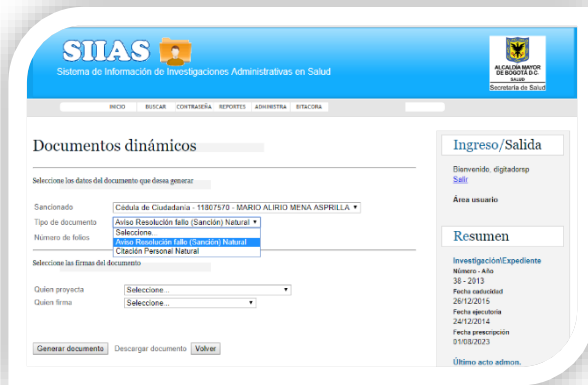 SIIAS
Sistema de Información de Investigaciones Administrativas en Salud
ALCALDÍA MAYOR
DE BOGOTÁ D.C.
SALUD
Secretaría de Salud
INICIO BUSCAR CONTRASEÑA REPORTES ADMINISTRA BITACORA
Documentos dinámicos
Seleccione los datos del documento que desea generar
Sancionado Cédula de Ciudadanía - 11807570 - MARIO ALIRIO MENA ASPRILLA
Tipo de documento Aviso Resolución fallo (Sanción) Natural
Seleccione...
Número de folios Aviso Resolución fallo (Sanción) Natural
Citación Personal Natural
Seleccione las firmas del documento
Quien proyecta Seleccione...
Quien firma Seleccione...
Generar documento Descargar documento Volver
Ingreso/Salida
Bienvenido, digitadorsp
Salir
Área usuario
Resumen
Investigación\Expediente
Número - Año
38 - 2013
Fecha caducidad
26/12/2015
Fecha ejecutoria
24/12/2014
Fecha prescripción
01/08/2023
Último acto admon.